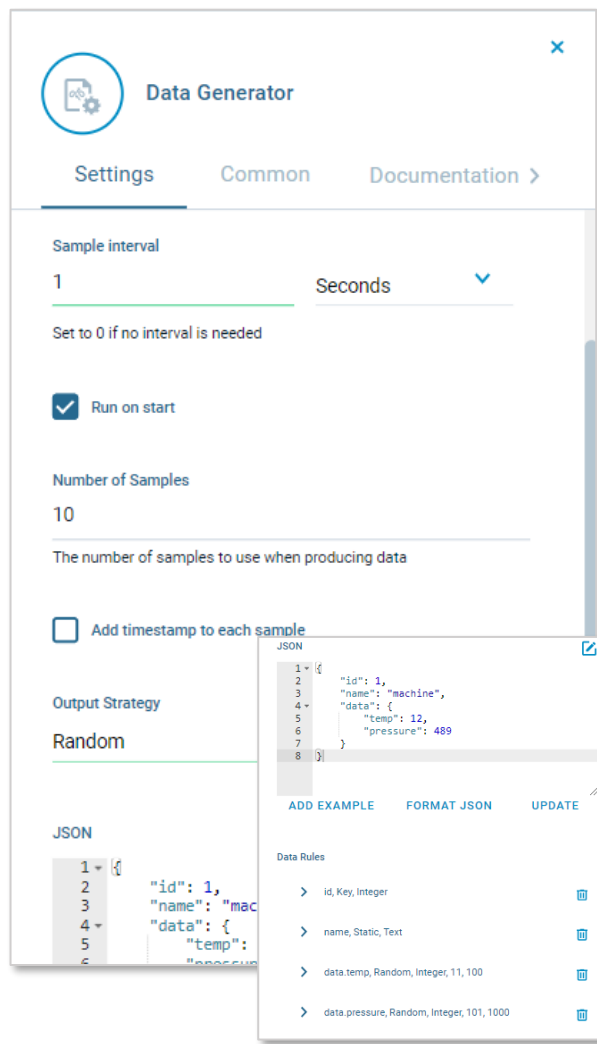 Data Generator
Settings Common Documentation
Sample interval
1 Seconds
Set to 0 if no interval is needed
Run on start
Number of Samples
10
The number of samples to use when producing data
Add timestamp to each sample
Output Strategy
Random
JSON
1 {
2 "id": 1,
3 "name": "mac
4 "data": {
5 "temp":
JSON
1 {
2 "id": 1,
3 "name": "machine",
4 "data": {
5 "temp": 12,
6 "pressure": 489
7 }
8 }
ADD EXAMPLE FORMAT JSON UPDATE
Data Rules
id, Key, Integer
name, Static, Text
data.temp, Random, Integer, 11, 100
data.pressure, Random, Integer, 101, 1000